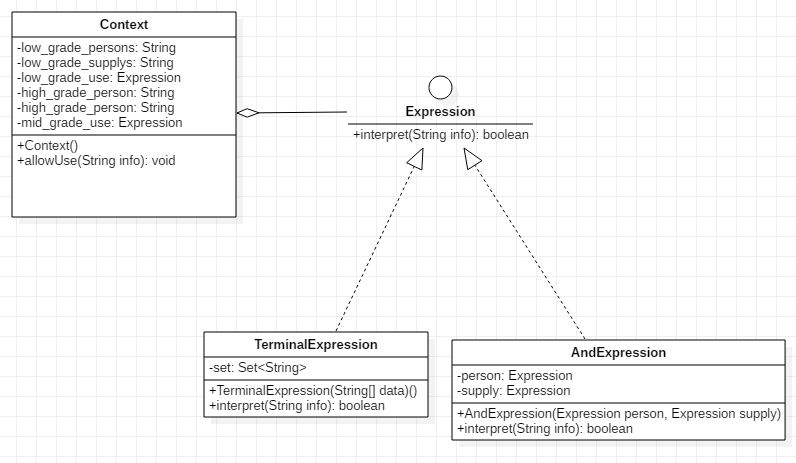 Context
-low_grade_persons: String
-low_grade_supplys: String
-low_grade_use: Expression
-high_grade_person: String
-high_grade_person: String
-mid_grade_use: Expression
+Context()
+allowUse(String info): void
Expression
+interpret(String info): boolean
TerminalExpression
-set: Set<String>
+TerminalExpression(String[] data)()
+interpret(String info): boolean
AndExpression
-person: Expression
-supply: Expression
+AndExpression(Expression person, Expression supply)
+interpret(String info): boolean